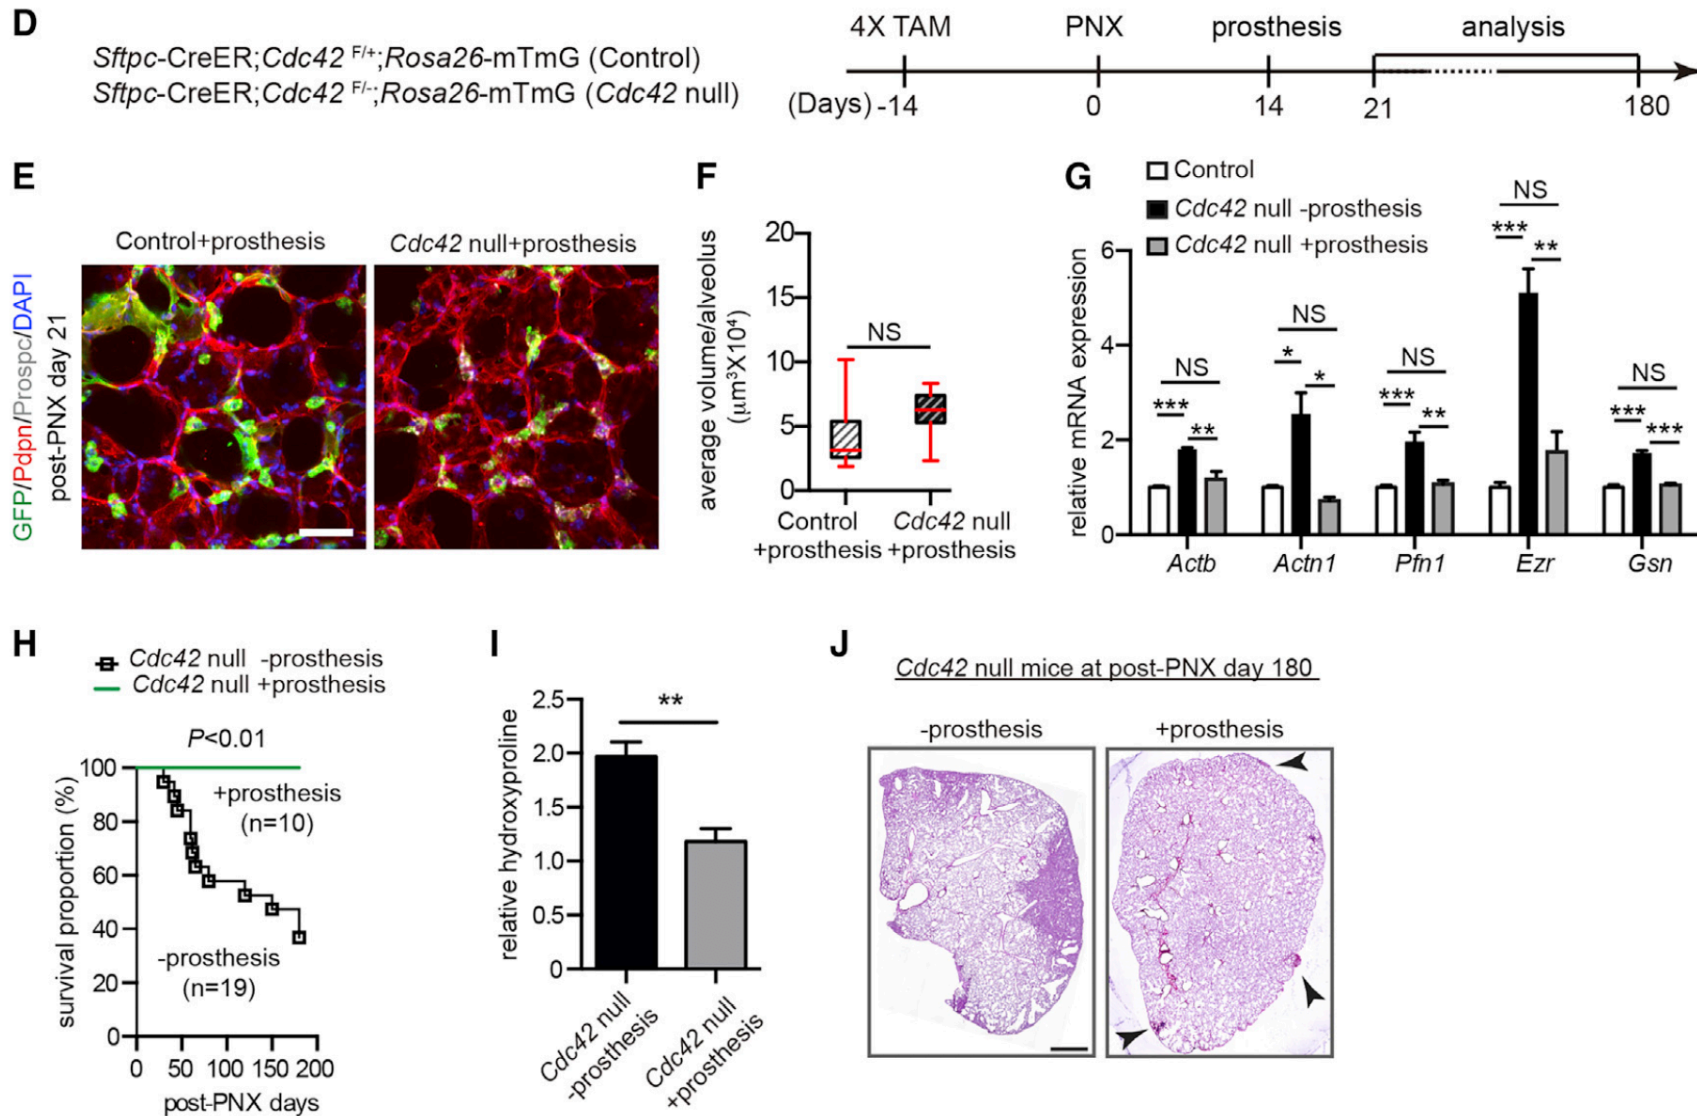 D
Sftpc-CreER;Cdc42 F/+;Rosa26-mTmG (Control)
Sftpc-CreER;Cdc42 F/-;Rosa26-mTmG (Cdc42 null)
4X TAM PNX prosthesis analysis
(Days) -14 0 14 21 180
E
Control+prosthesis Cdc42 null+prosthesis
GFP/Pdpn/Prospc/DAPI
post-PNX day 21
F
average volume/alveolus
(μm³X10⁴)
20
15
10
5
0
NS
Control
+prosthesis
Cdc42 null
+prosthesis
G
Control
Cdc42 null -prosthesis
Cdc42 null +prosthesis
relative mRNA expression
6
4
2
0
NS
*** **
NS
* *
NS
*** **
NS
*** **
NS
*** ***
Actb Actn1 Pfn1 Ezr Gsn
H
Cdc42 null -prosthesis
Cdc42 null +prosthesis
P<0.01
survival proportion (%)
100
80
60
40
20
0
+prosthesis
(n=10)
-prosthesis
(n=19)
0 50 100 150 200
post-PNX days
I
relative hydroxyproline
2.5
2.0
1.5
1.0
0.5
0
**
Cdc42 null
-prosthesis
Cdc42 null
+prosthesis
J
Cdc42 null mice at post-PNX day 180
-prosthesis +prosthesis